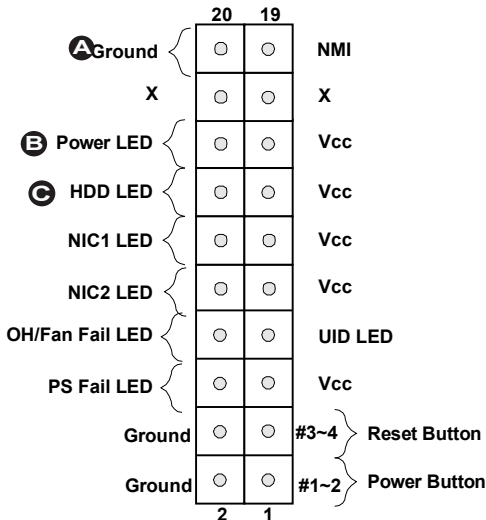 20 19
A Ground NMI
X X
B Power LED Vcc
C HDD LED Vcc
NIC1 LED Vcc
NIC2 LED Vcc
OH/Fan Fail LED UID LED
PS Fail LED Vcc
Ground #3~4 Reset Button
Ground #1~2 Power Button
2 1